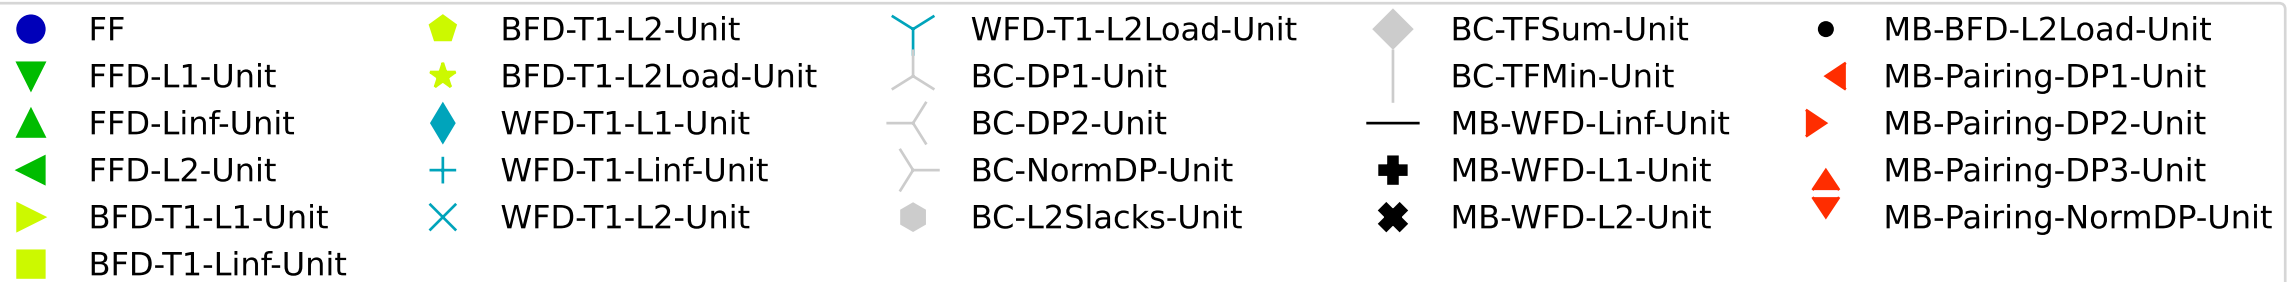 FF
FFD-L1-Unit
FFD-Linf-Unit
FFD-L2-Unit
BFD-T1-L1-Unit
BFD-T1-Linf-Unit
BFD-T1-L2-Unit
BFD-T1-L2Load-Unit
WFD-T1-L1-Unit
WFD-T1-Linf-Unit
WFD-T1-L2-Unit
WFD-T1-L2Load-Unit
BC-DP1-Unit
BC-DP2-Unit
BC-NormDP-Unit
BC-L2Slacks-Unit
BC-TFSum-Unit
BC-TFMin-Unit
MB-WFD-Linf-Unit
MB-WFD-L1-Unit
MB-WFD-L2-Unit
MB-BFD-L2Load-Unit
MB-Pairing-DP1-Unit
MB-Pairing-DP2-Unit
MB-Pairing-DP3-Unit
MB-Pairing-NormDP-Unit